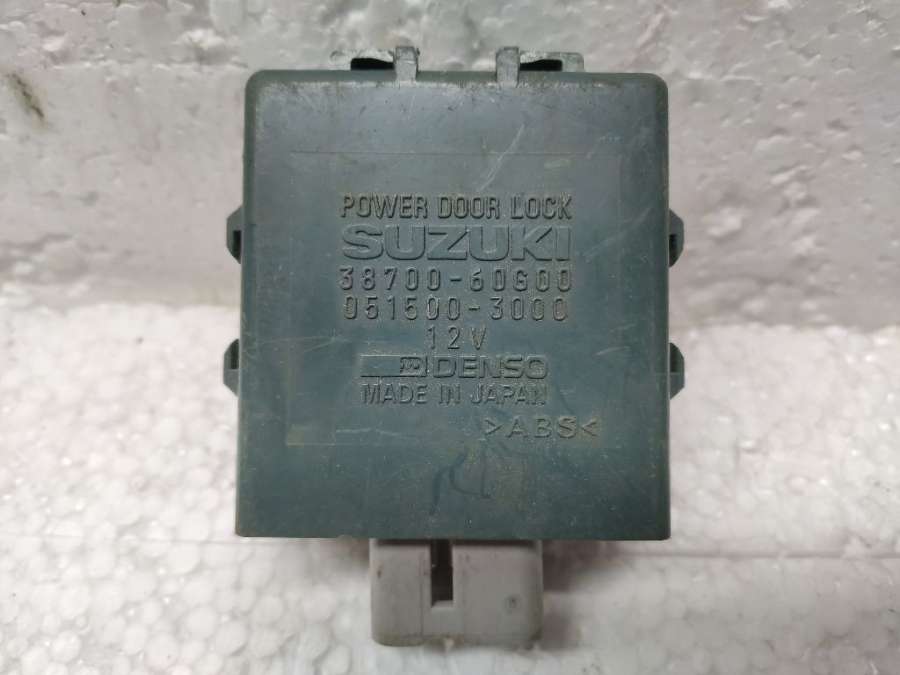 POWER DOOR LOCK
SUZUKI
38700-60G00
051500-3000
12V
DENSO
MADE IN JAPAN
>ABS<